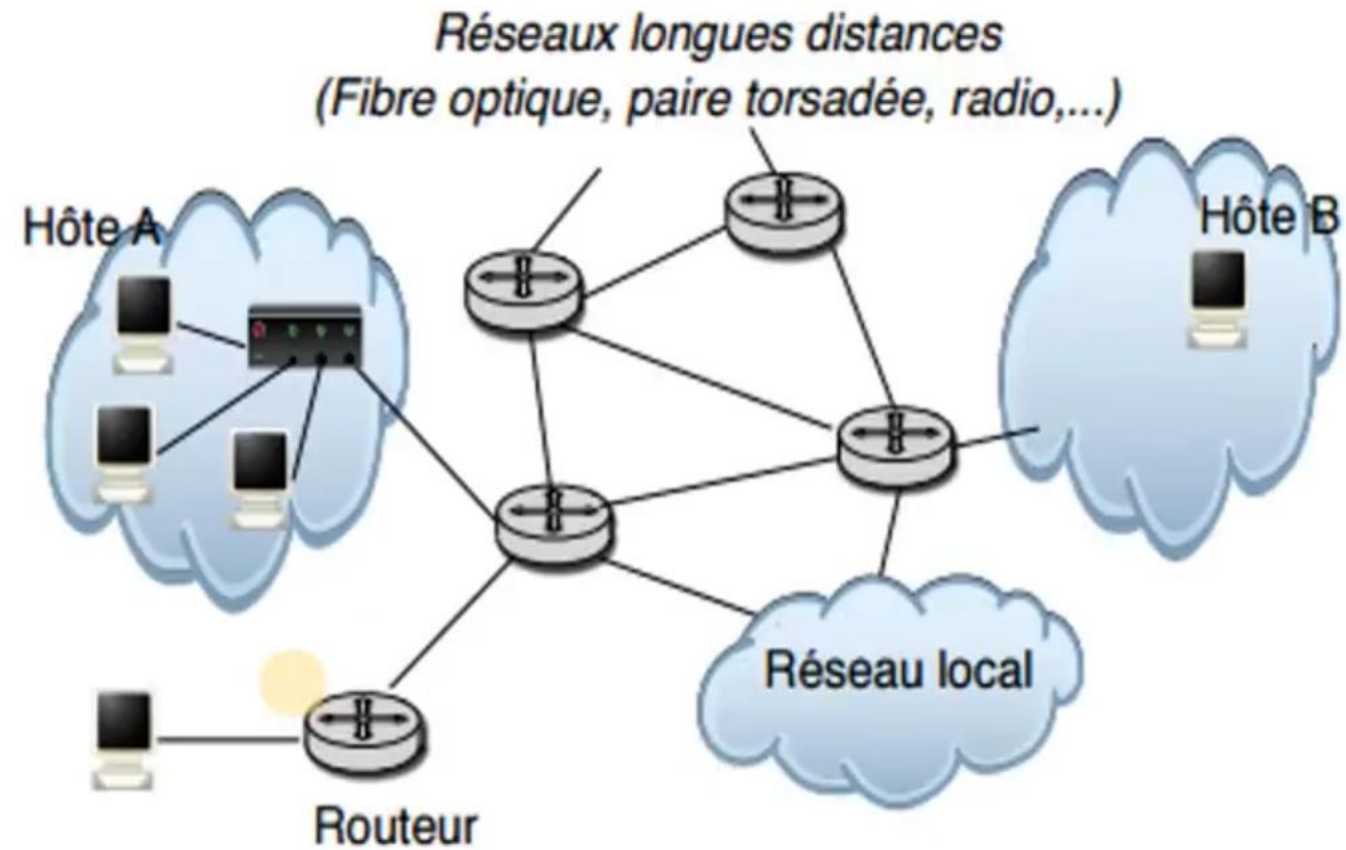 Réseaux longues distances
(Fibre optique, paire torsadée, radio,...)
Hôte A
Hôte B
Réseau local
Routeur